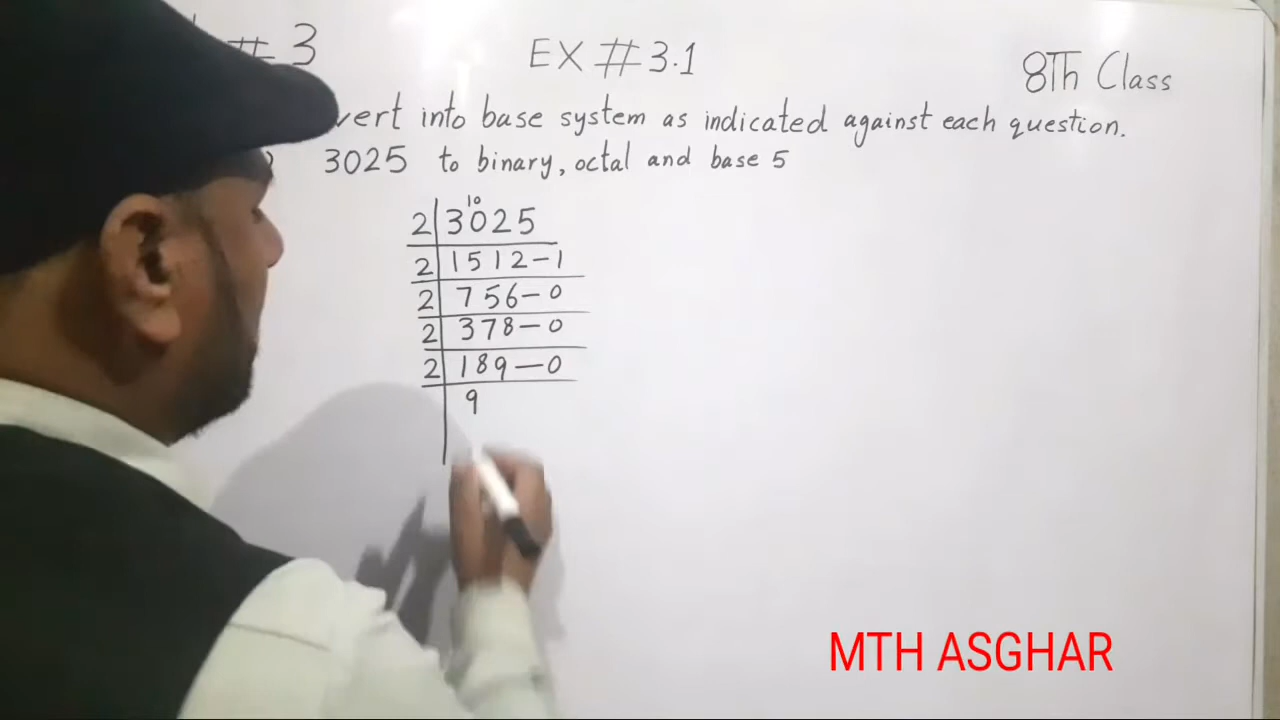 # 3 EX # 3.1 8Th Class
vert into base system as indicated against each question.
3025 to binary, octal and base 5
10
2 3025
2 1512-1
2 756-0
2 378-0
2 189-0
9
MTH ASGHAR